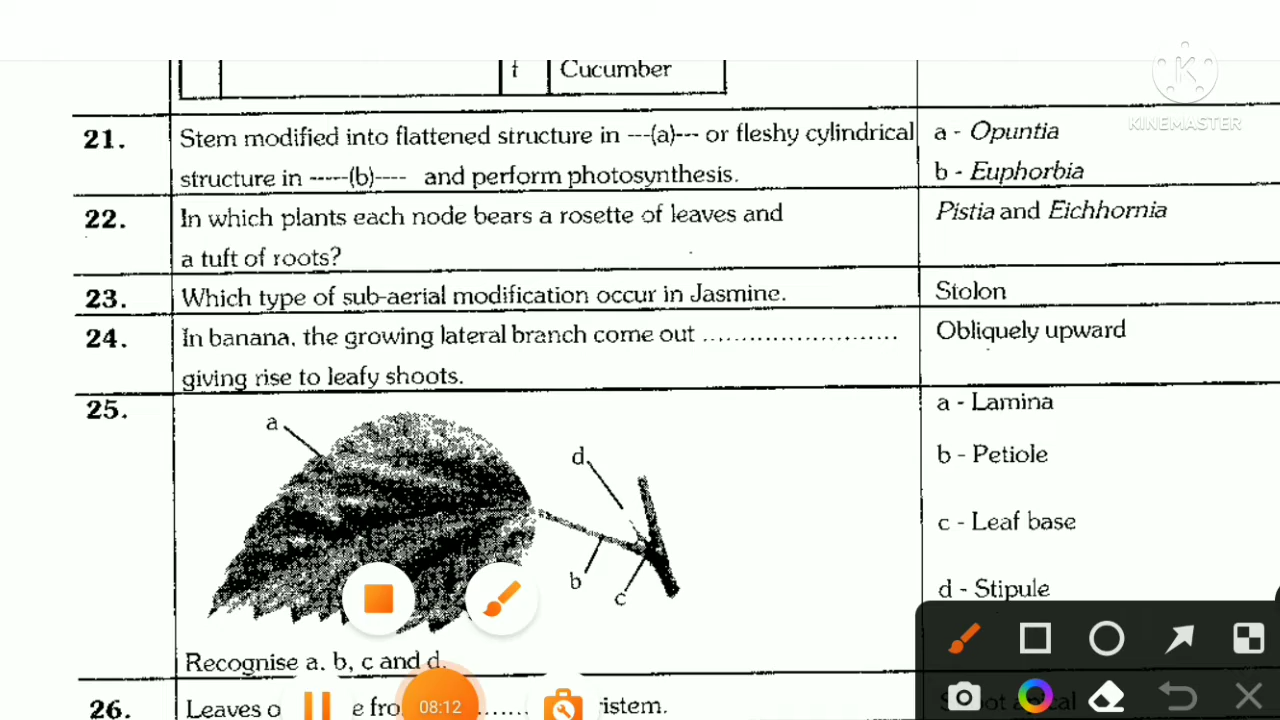 t Cucumber
KINEMASTER
21. Stem modified into flattened structure in ---(a)--- or fleshy cylindrical a - Opuntia
structure in -----(b)---- and perform photosynthesis. b - Euphorbia
22. In which plants each node bears a rosette of leaves and Pistia and Eichhornia
a tuft of roots?
23. Which type of sub-aerial modification occur in Jasmine. Stolon
24. In banana, the growing lateral branch come out ......................... Obliquely upward
giving rise to leafy shoots.
25. a - Lamina
a
d b - Petiole
c - Leaf base
b
c d - Stipule
Recognise a, b, c and d.
26. Leaves
08:12